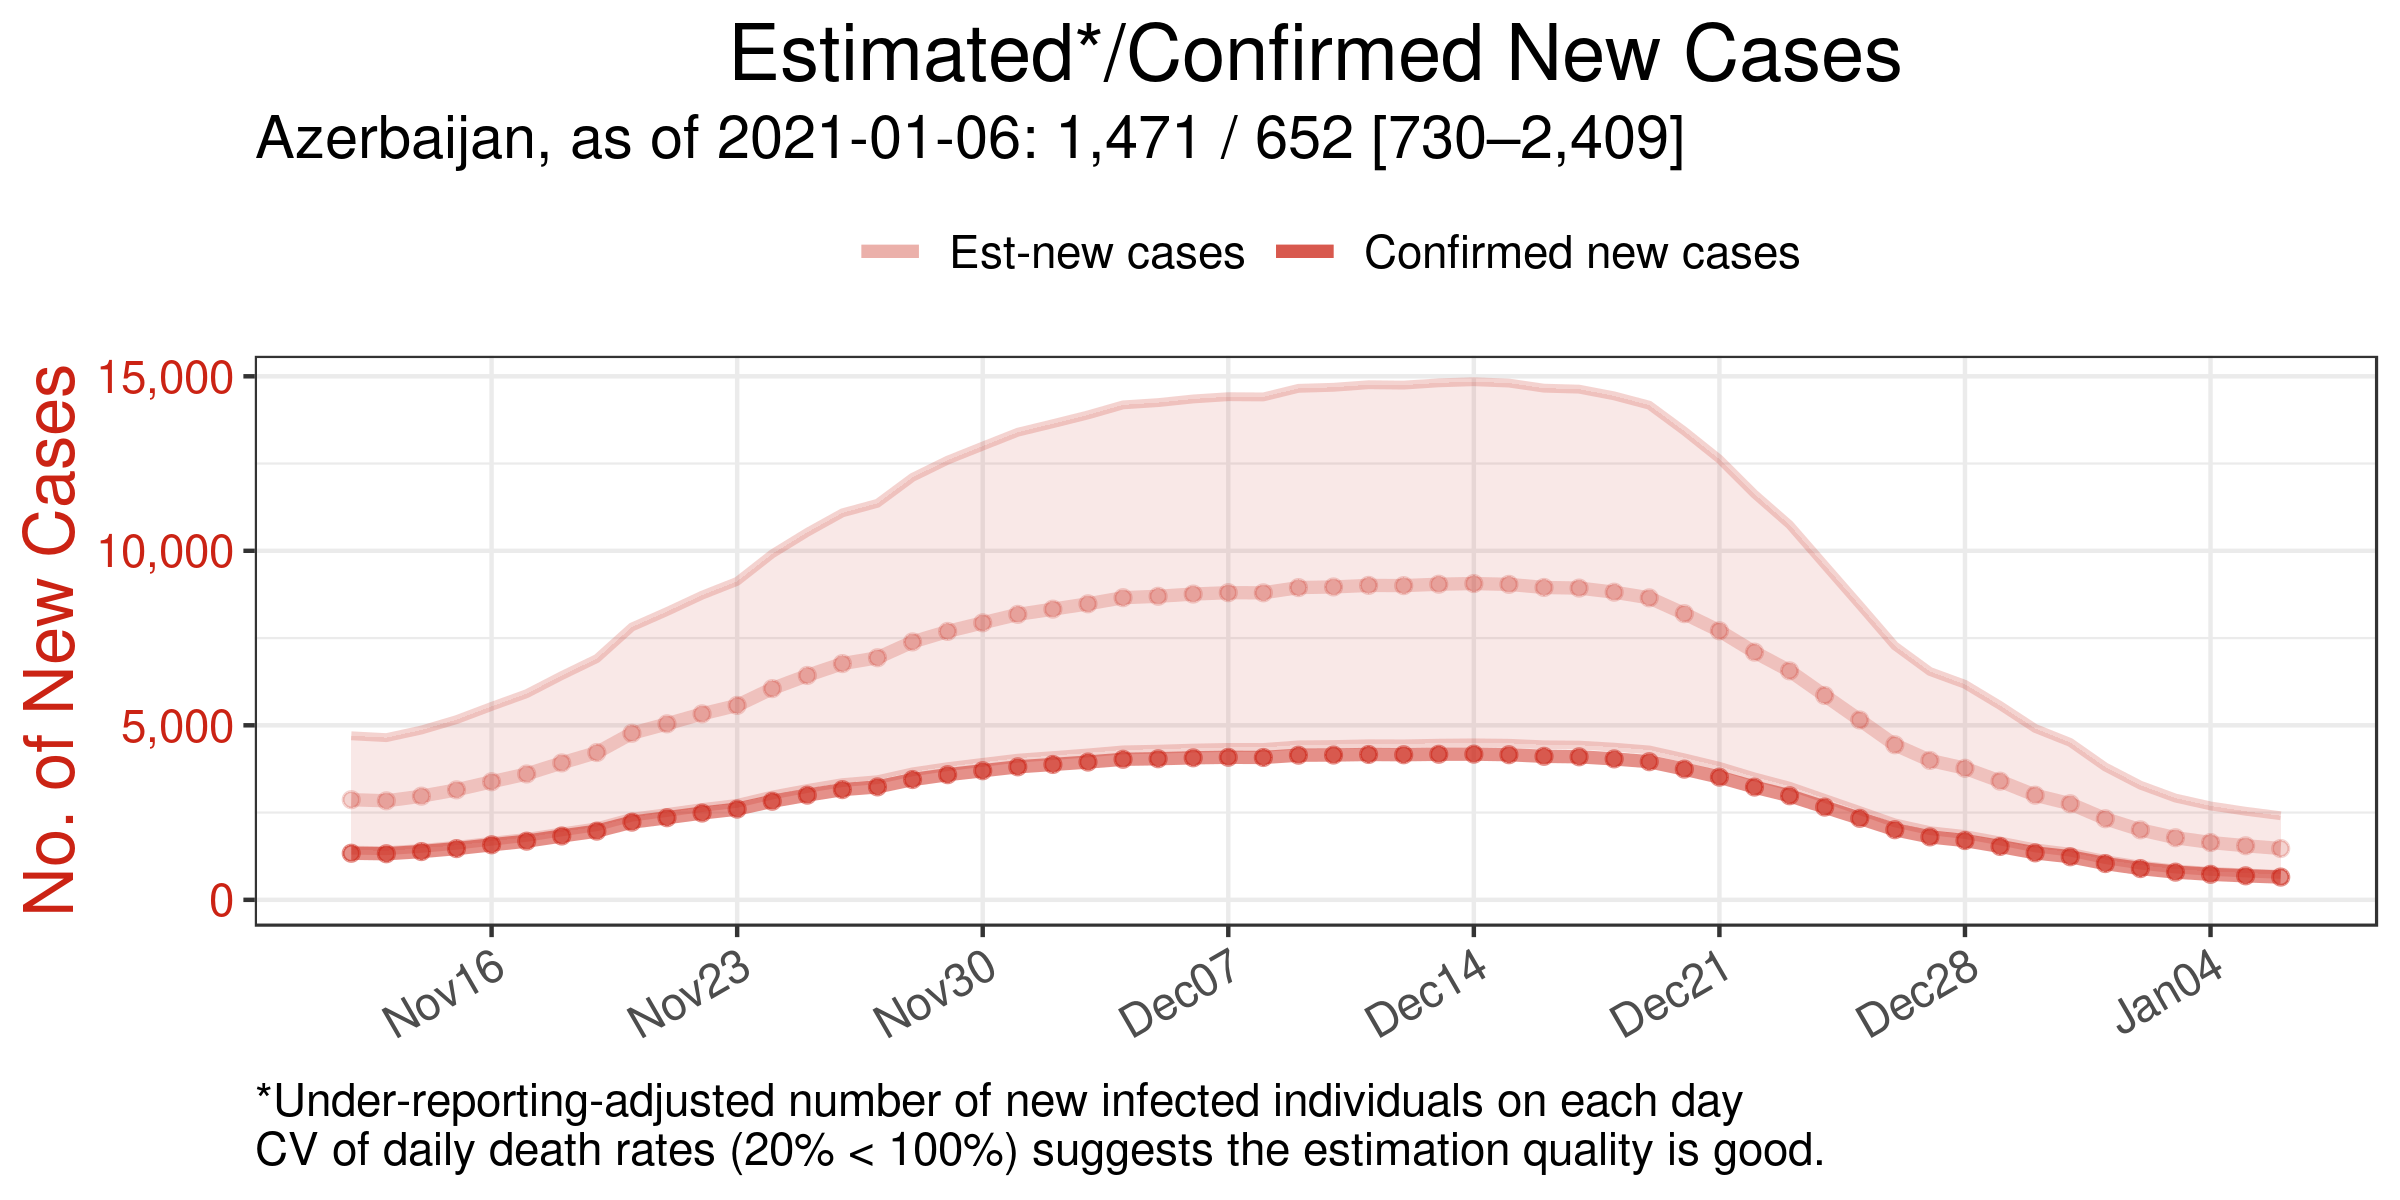 Estimated*/Confirmed New Cases
Azerbaijan, as of 2021-01-06: 1,471 / 652 [730–2,409]
Est-new cases
Confirmed new cases
No. of New Cases
15,000
10,000
5,000
0
Nov16
Nov23
Nov30
Dec07
Dec14
Dec21
Dec28
Jan04
*Under-reporting-adjusted number of new infected individuals on each day
CV of daily death rates (20% < 100%) suggests the estimation quality is good.